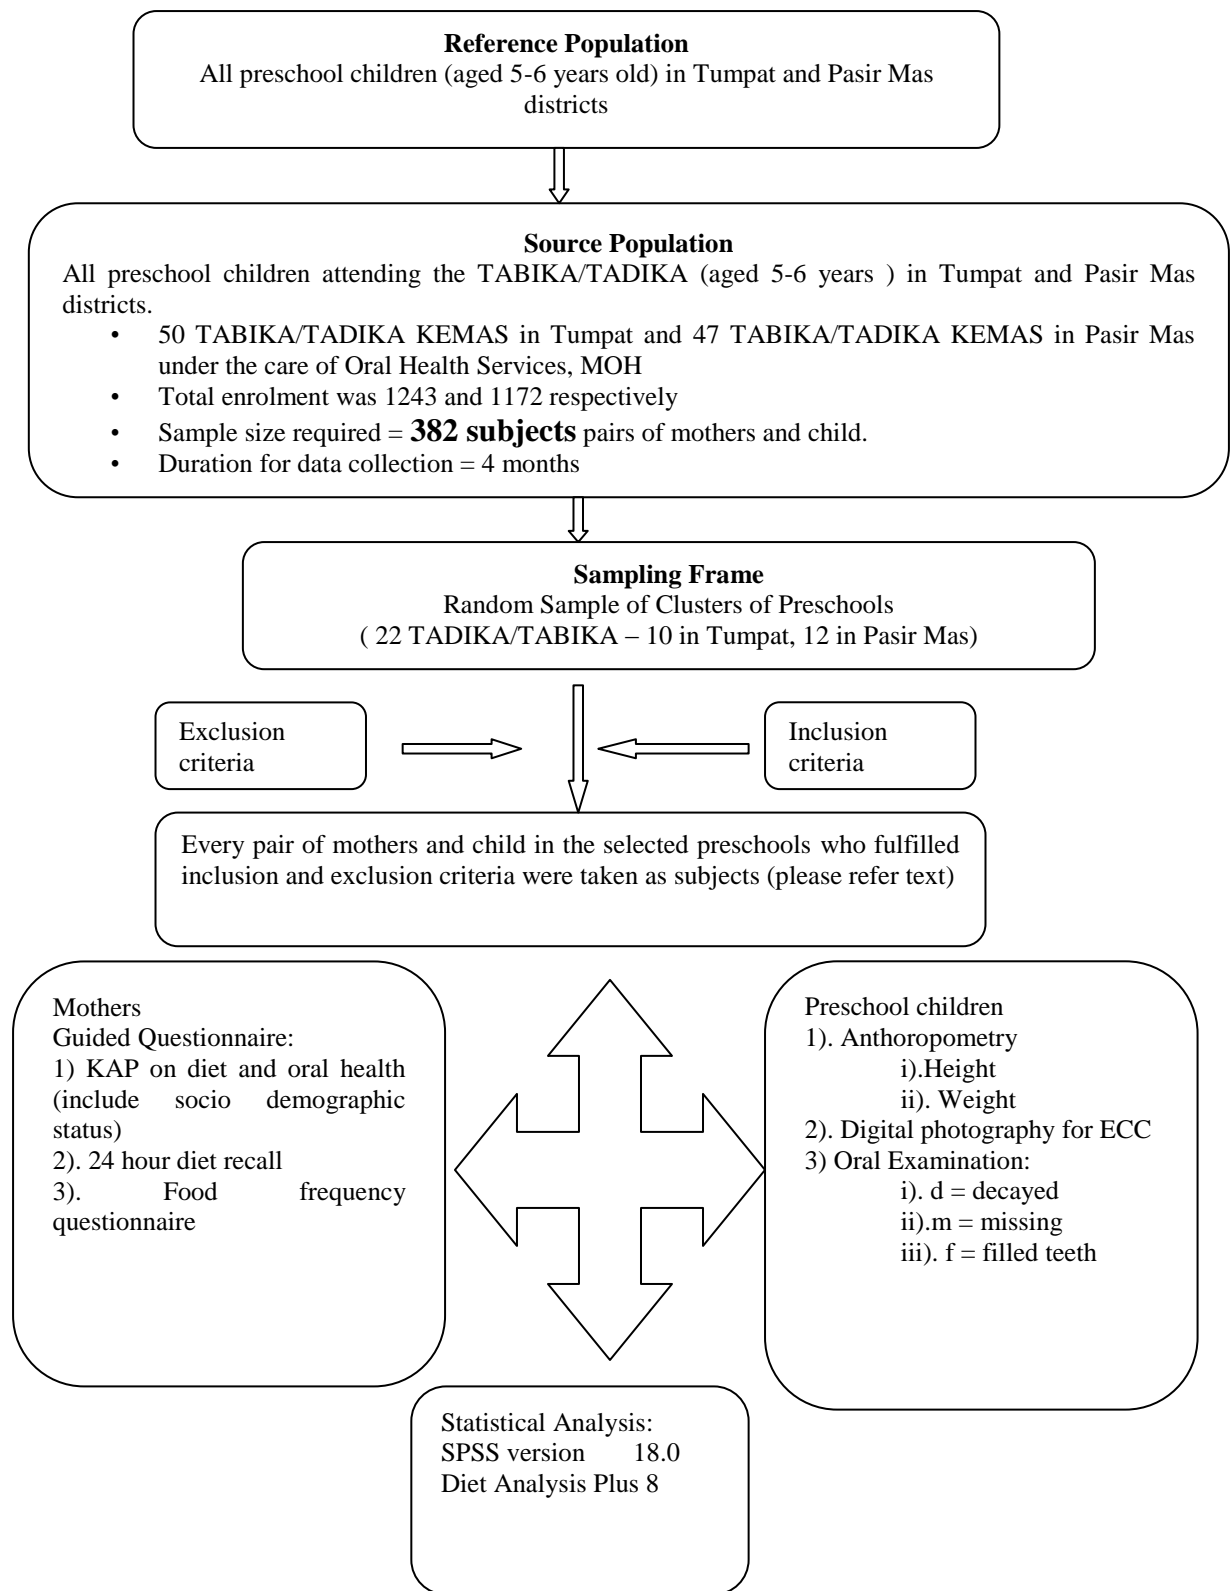 Reference Population
All preschool children (aged 5-6 years old) in Tumpat and Pasir Mas
districts
Source Population
All preschool children attending the TABIKA/TADIKA (aged 5-6 years ) in Tumpat and Pasir Mas
districts.
• 50 TABIKA/TADIKA KEMAS in Tumpat and 47 TABIKA/TADIKA KEMAS in Pasir Mas
under the care of Oral Health Services, MOH
• Total enrolment was 1243 and 1172 respectively
• Sample size required = 382 subjects pairs of mothers and child.
• Duration for data collection = 4 months
Sampling Frame
Random Sample of Clusters of Preschools
( 22 TADIKA/TABIKA – 10 in Tumpat, 12 in Pasir Mas)
Exclusion
criteria
Inclusion
criteria
Every pair of mothers and child in the selected preschools who fulfilled
inclusion and exclusion criteria were taken as subjects (please refer text)
Mothers
Guided Questionnaire:
1) KAP on diet and oral health
(include socio demographic
status)
2). 24 hour diet recall
3). Food frequency
questionnaire
Preschool children
1). Anthoropometry
i).Height
ii). Weight
2). Digital photography for ECC
3) Oral Examination:
i). d = decayed
ii).m = missing
iii). f = filled teeth
Statistical Analysis:
SPSS version 18.0
Diet Analysis Plus 8